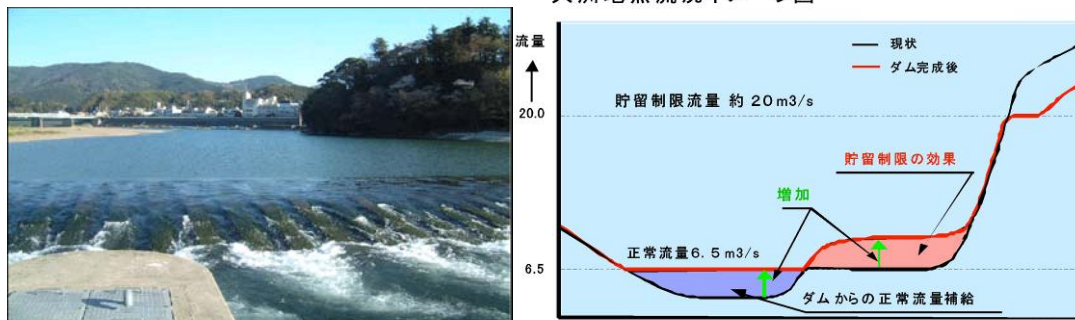 流量
20.0
6.5
現状
ダム完成後
貯留制限流量 約 20m3/s
貯留制限の効果
増加
正常流量6.5m3/s
ダムからの正常流量補給